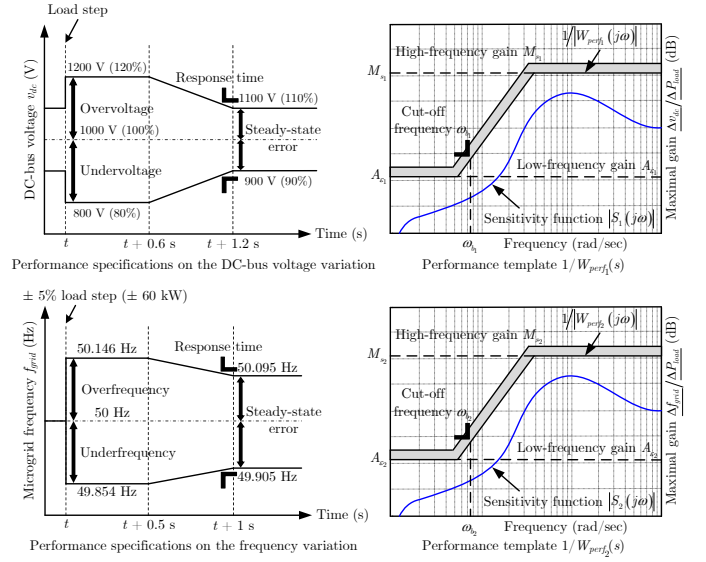 Load step
DC-bus voltage v_dc (V)
1200 V (120%)
Response time
1100 V (110%)
Overvoltage
1000 V (100%)
Steady-state
error
Undervoltage
900 V (90%)
800 V (80%)
Time (s)
t
t + 0.6 s
t + 1.2 s
Performance specifications on the DC-bus voltage variation
1/|W_perf1(jω)|
High-frequency gain M_s1
M_s1
Cut-off
frequency ω_b1
Low-frequency gain A_ε1
A_ε1
Sensitivity function |S_1(jω)|
Maximal gain Δv_dc/ΔP_load (dB)
ω_b1
Frequency (rad/sec)
Performance template 1/W_perf1(s)
± 5% load step (± 60 kW)
Microgrid frequency f_grid (Hz)
50.146 Hz
Response time
50.095 Hz
Overfrequency
50 Hz
Steady-state
error
Underfrequency
49.905 Hz
49.854 Hz
Time (s)
t
t + 0.5 s
t + 1 s
Performance specifications on the frequency variation
1/|W_perf2(jω)|
High-frequency gain M_s2
M_s2
Cut-off
frequency ω_b2
Low-frequency gain A_ε2
A_ε2
Sensitivity function |S_2(jω)|
Maximal gain Δf_grid/ΔP_load (dB)
ω_b2
Frequency (rad/sec)
Performance template 1/W_perf2(s)